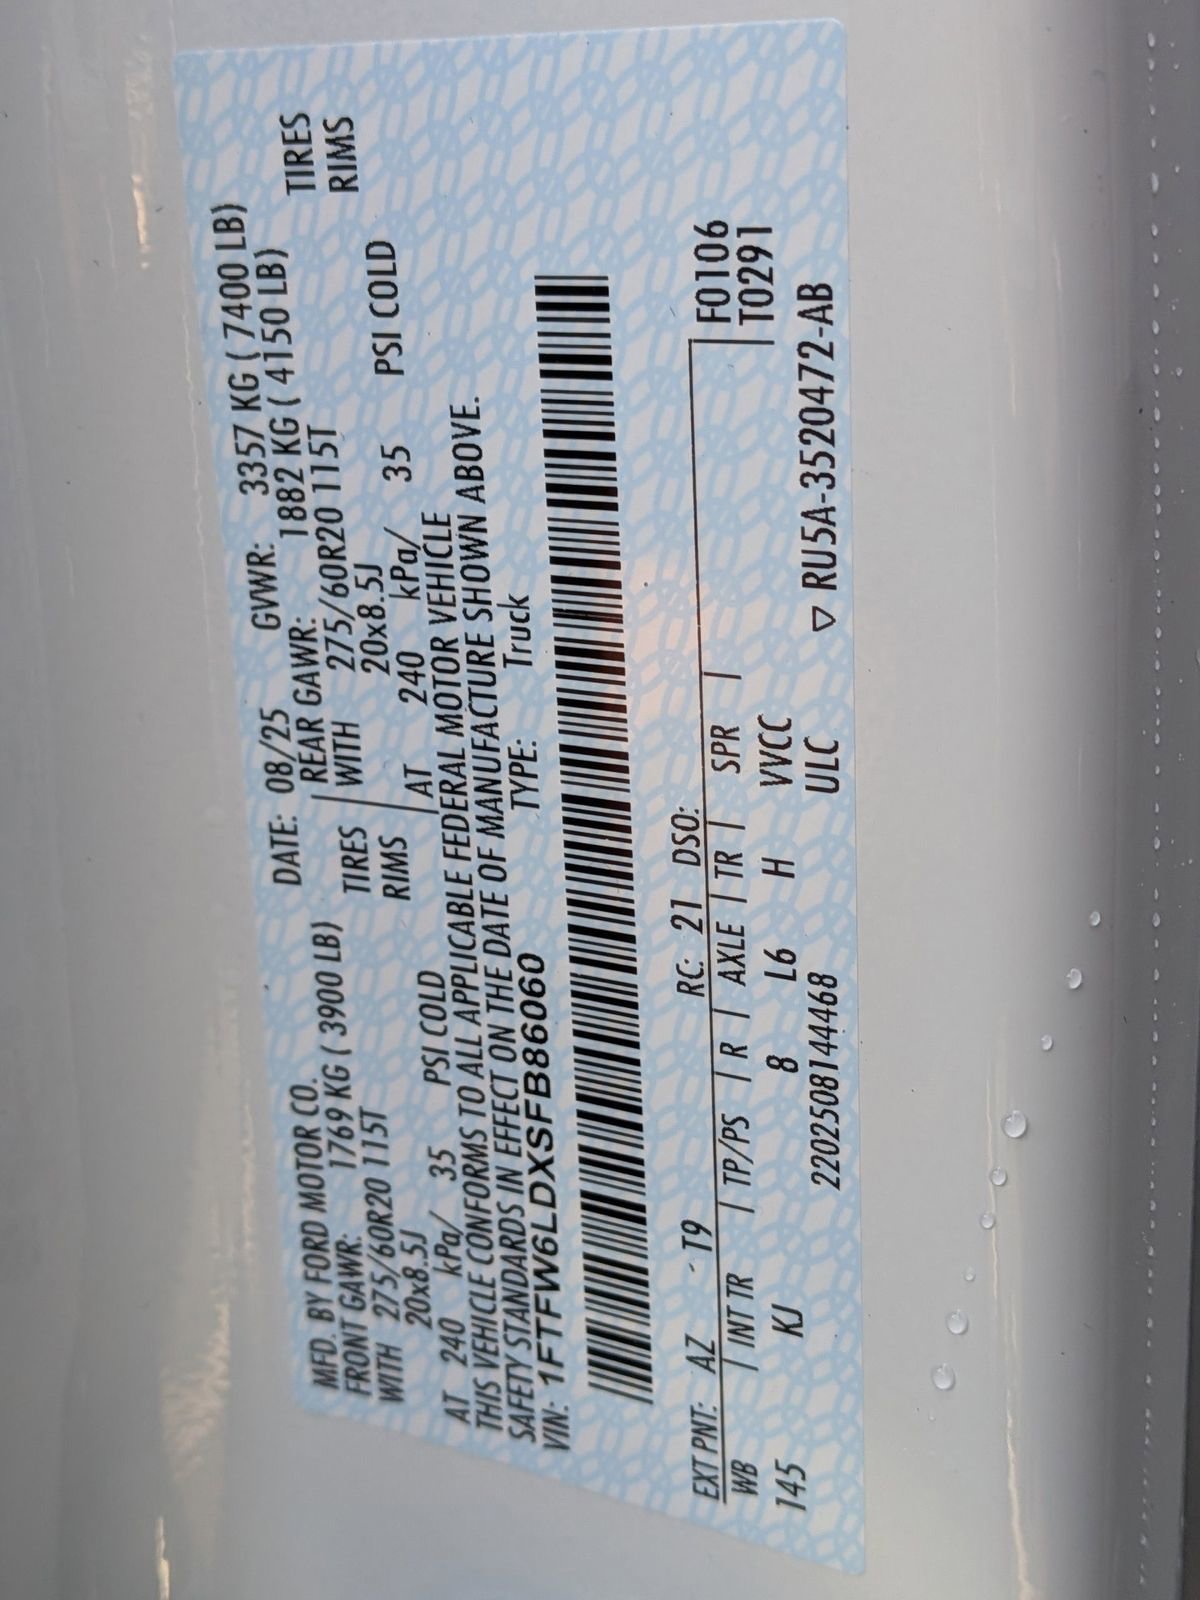 MFD. BY FORD MOTOR CO. DATE: 08/25 GVWR: 3357 KG ( 7400 LB)
FRONT GAWR: 1769 KG ( 3900 LB) REAR GAWR: 1882 KG ( 4150 LB)
WITH 275/60R20 115T TIRES WITH 275/60R20 115T TIRES
20x8.5J RIMS 20x8.5J RIMS
AT 240 kPa/ 35 PSI COLD AT 240 kPa/ 35 PSI COLD
THIS VEHICLE CONFORMS TO ALL APPLICABLE FEDERAL MOTOR VEHICLE
SAFETY STANDARDS IN EFFECT ON THE DATE OF MANUFACTURE SHOWN ABOVE.
VIN: 1FTFW6LDXSFB86060 TYPE: Truck
EXT PNT: AZ T9 RC: 21 DSO: F0106
WB | INT TR | TP/PS | R | AXLE | TR | SPR | T0291
145 KJ 8 L6 H VVCC
220250814468 ULC ▽ RU5A-3520472-AB